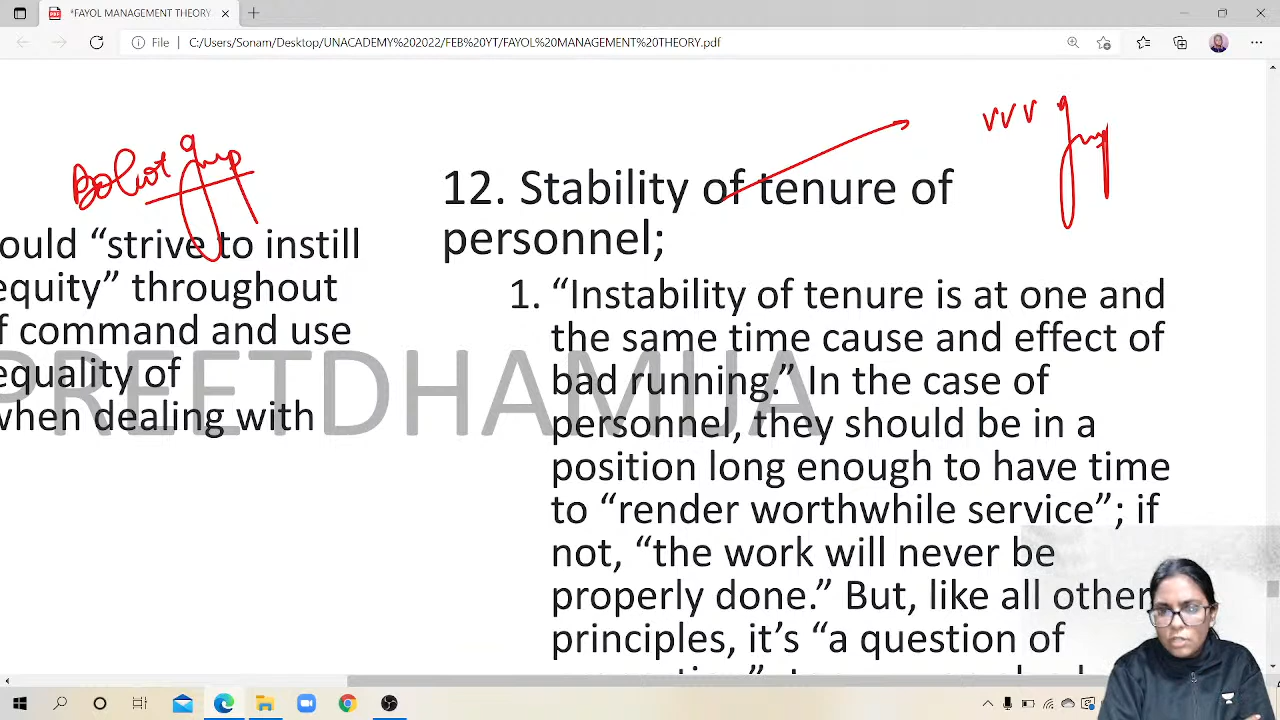 *FAYOL MANAGEMENT THEORY
File
C:/Users/Sonam/Desktop/UNACADEMY%202022/FEB%20YT/FAYOL%20MANAGEMENT%20THEORY.pdf
vvv Imp
12. Stability of tenure of
personnel;
ould “strive to instill
equity” throughout
f command and use
equality of
when dealing with
1. “Instability of tenure is at one and
the same time cause and effect of
bad running.” In the case of
personnel, they should be in a
position long enough to have time
to “render worthwhile service”; if
not, “the work will never be
properly done.” But, like all other
principles, it’s “a question of
PREETDHAMIJA